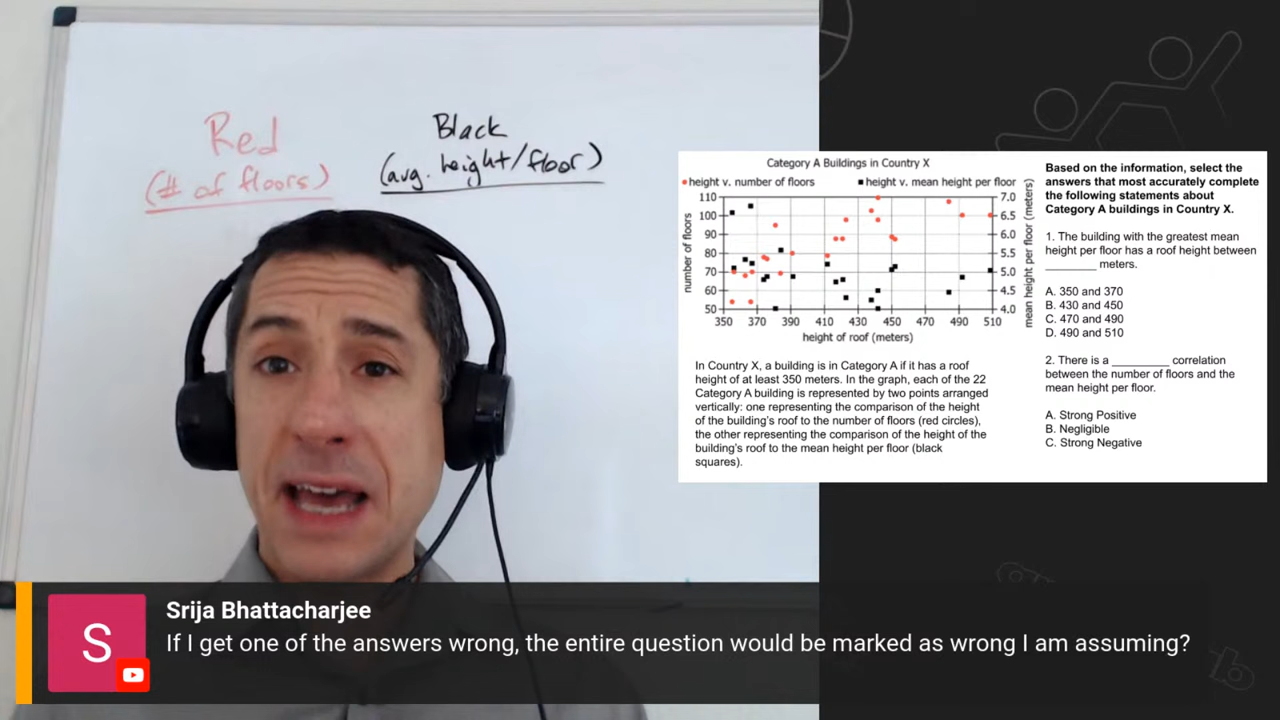 Red
(# of floors)
Black
(avg. height/floor)
Category A Buildings in Country X
height v. number of floors
height v. mean height per floor
number of floors
110
100
90
80
70
60
50
7.0
6.5
6.0
5.5
5.0
4.5
4.0
mean height per floor (meters)
350 370 390 410 430 450 470 490 510
height of roof (meters)
In Country X, a building is in Category A if it has a roof
height of at least 350 meters. In the graph, each of the 22
Category A building is represented by two points arranged
vertically: one representing the comparison of the height
of the building's roof to the number of floors (red circles),
the other representing the comparison of the height of the
building's roof to the mean height per floor (black
squares).
Based on the information, select the
answers that most accurately complete
the following statements about
Category A buildings in Country X.
1. The building with the greatest mean
height per floor has a roof height between
________ meters.
A. 350 and 370
B. 430 and 450
C. 470 and 490
D. 490 and 510
2. There is a _________ correlation
between the number of floors and the
mean height per floor.
A. Strong Positive
B. Negligible
C. Strong Negative
S
Srija Bhattacharjee
If I get one of the answers wrong, the entire question would be marked as wrong I am assuming?